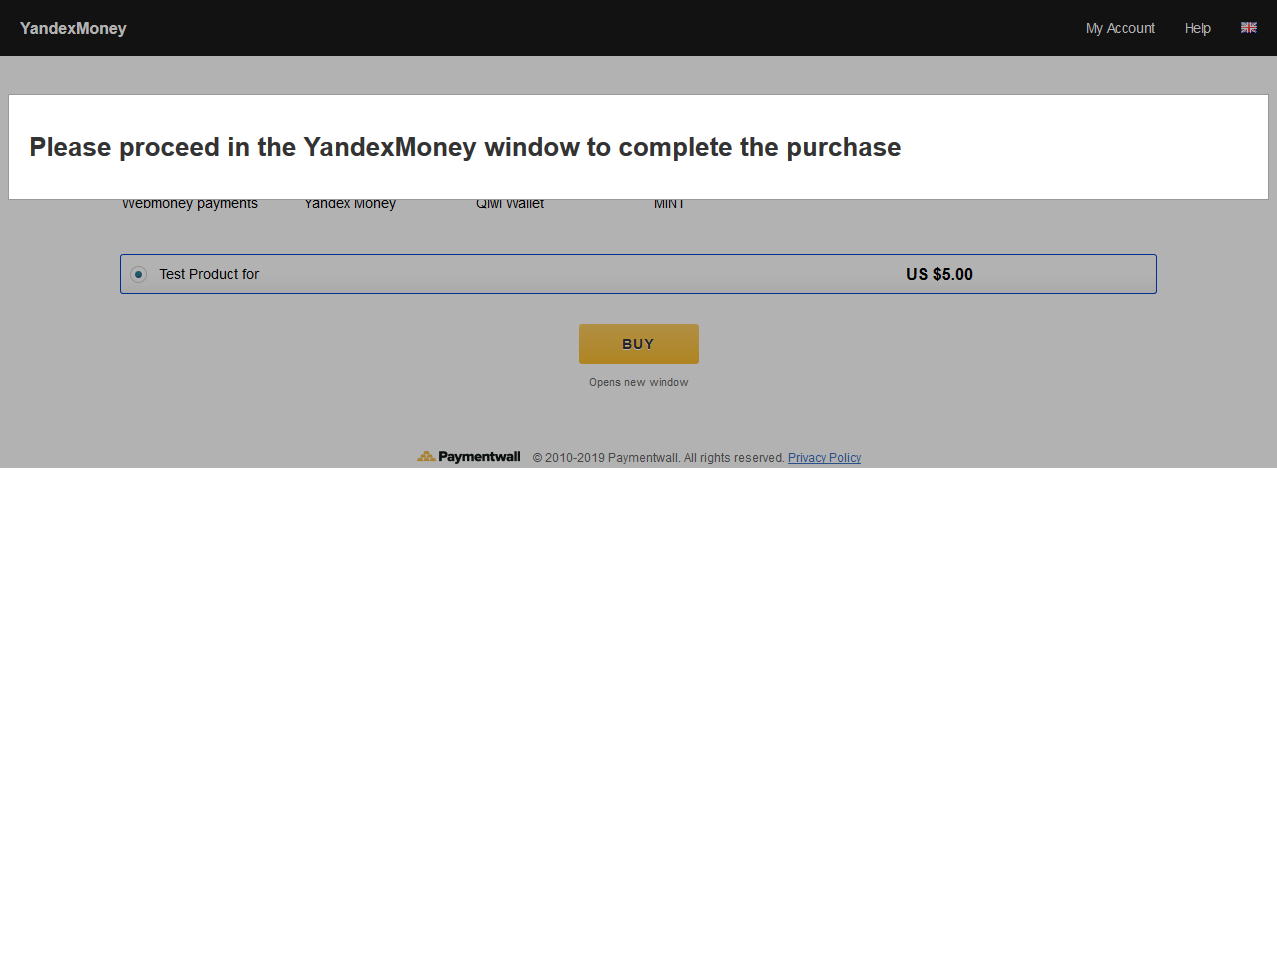 YandexMoney
My Account Help
Please proceed in the YandexMoney window to complete the purchase
Webmoney payments Yandex Money Qiwi Wallet MINT
Test Product for US $5.00
BUY
Opens new window
Paymentwall © 2010-2019 Paymentwall. All rights reserved. Privacy Policy